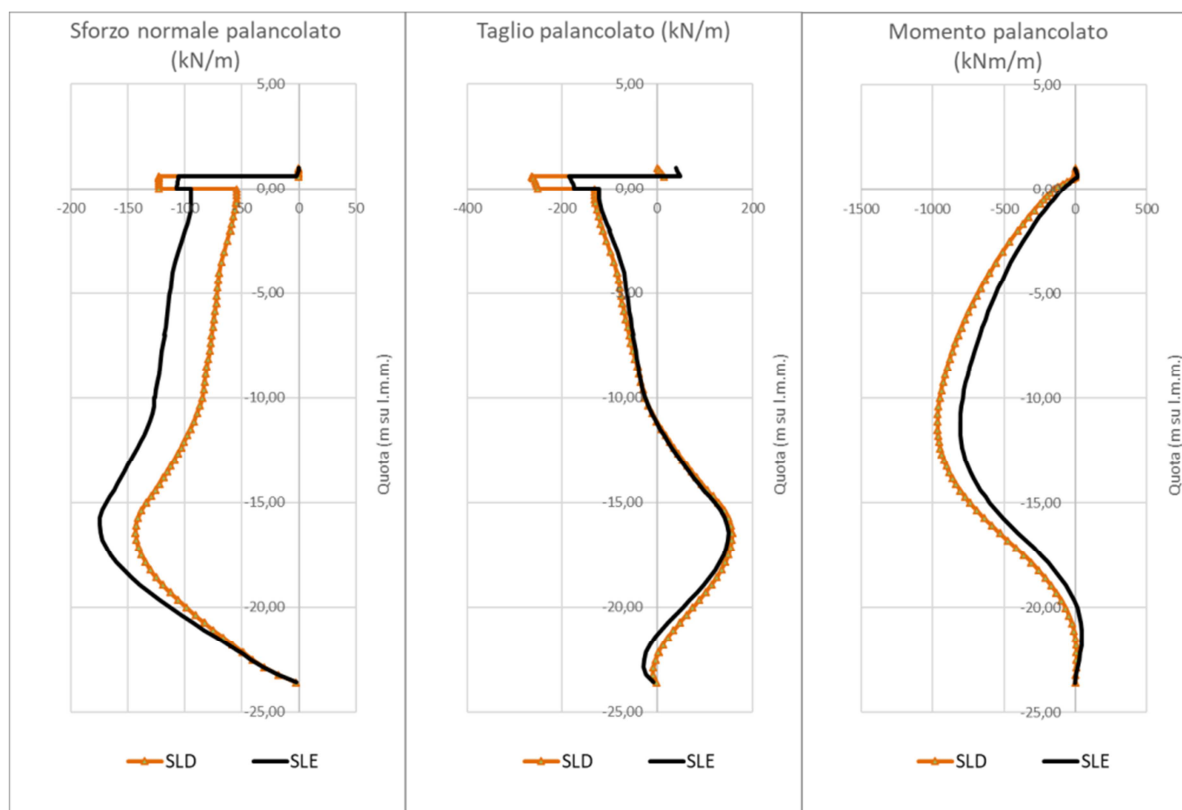 Sforzo normale palancolato
(kN/m)
5,00
0,00
-200
-150
-100
-50
0
50
-5,00
-10,00
-15,00
-20,00
-25,00
Quota (m su l.m.m.)
SLD
SLE
Taglio palancolato (kN/m)
5,00
0,00
-400
-200
0
200
-5,00
-10,00
-15,00
-20,00
-25,00
Quota (m su l.m.m.)
SLD
SLE
Momento palancolato
(kNm/m)
5,00
0,00
-1500
-1000
-500
0
500
-5,00
-10,00
-15,00
-20,00
-25,00
Quota (m su l.m.m.)
SLD
SLE